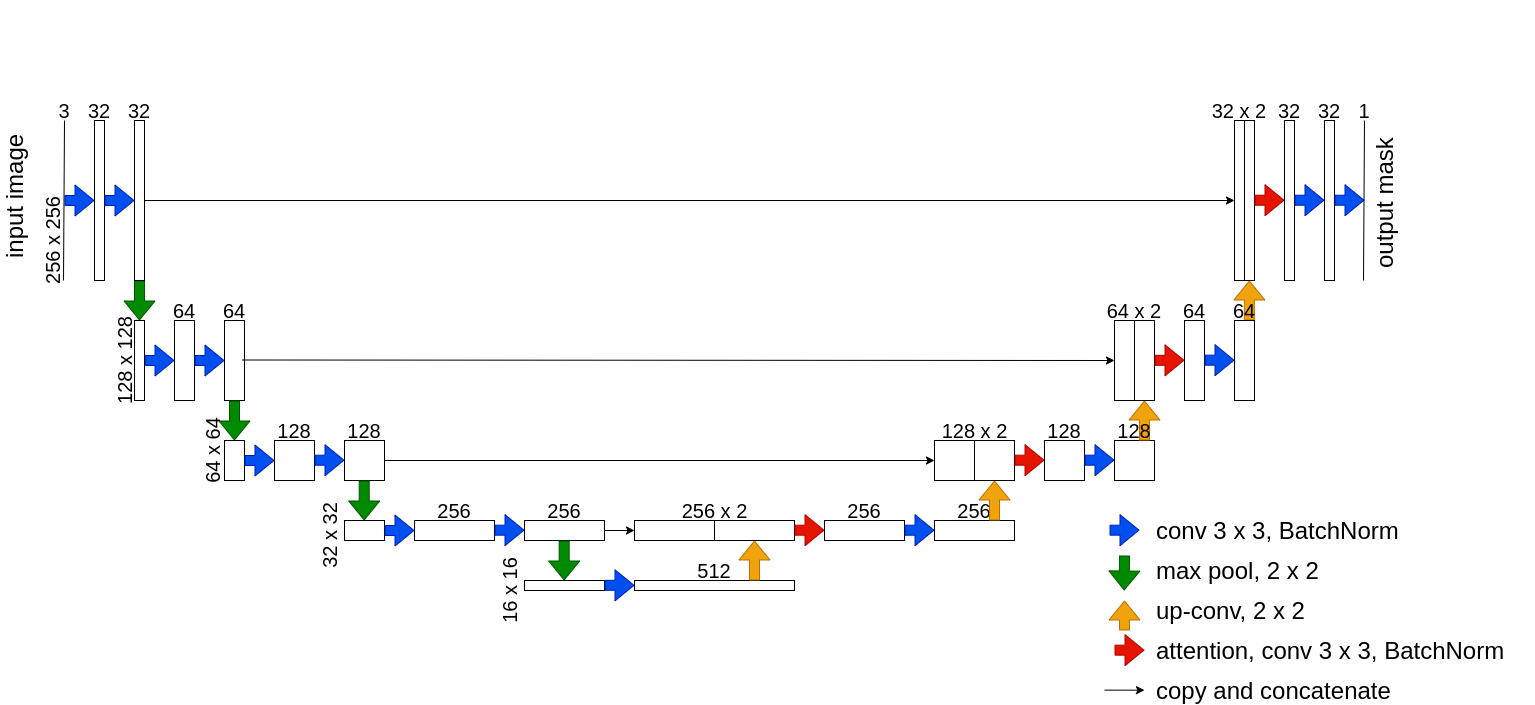 3 32 32 32 x 2 32 32 1
input image
256 x 256
output mask
64 64 64 x 2 64 64
128 x 128
128 128 128 x 2 128 128
64 x 64
256 256 256 x 2 256 256
32 x 32
512
16 x 16
conv 3 x 3, BatchNorm
max pool, 2 x 2
up-conv, 2 x 2
attention, conv 3 x 3, BatchNorm
copy and concatenate